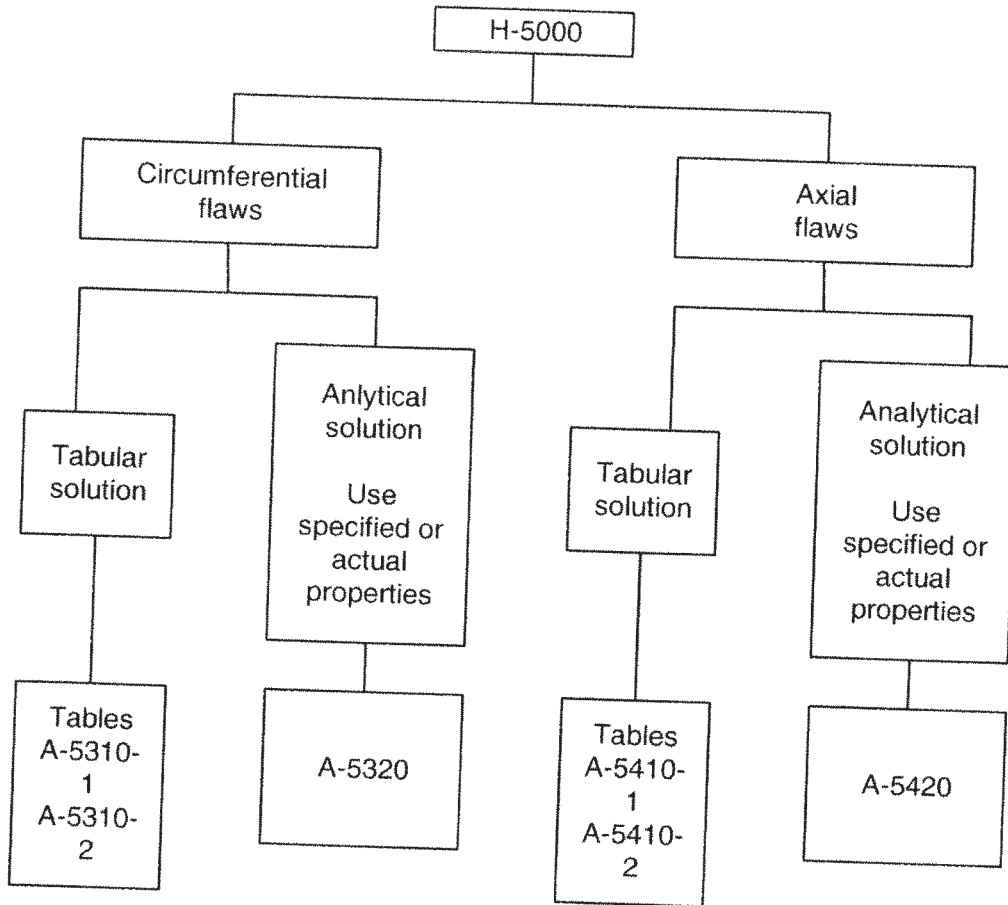 H-5000
Circumferential
flaws
Axial
flaws
Tabular
solution
Anlytical
solution
Use
specified or
actual
properties
Tabular
solution
Analytical
solution
Use
specified or
actual
properties
Tables
A-5310-
1
A-5310-
2
A-5320
Tables
A-5410-
1
A-5410-
2
A-5420